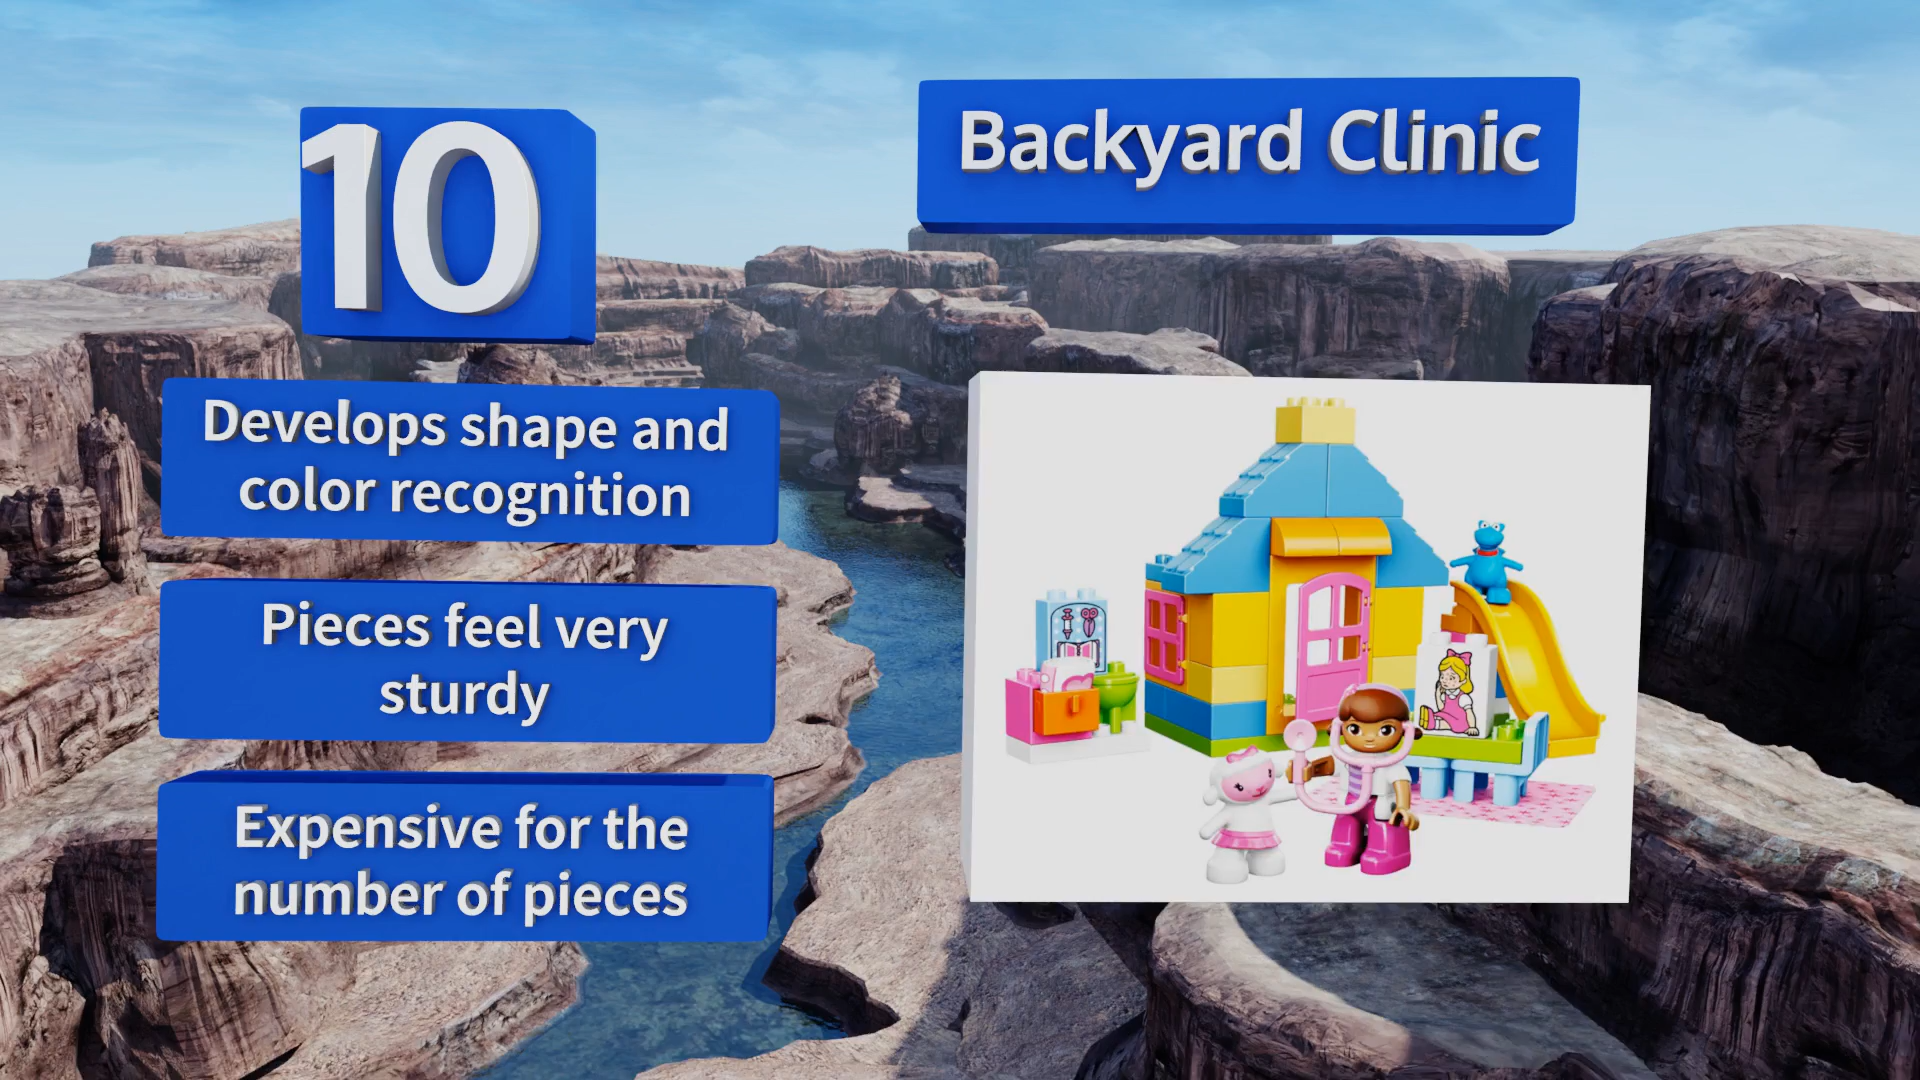 10
Backyard Clinic
Develops shape and
color recognition
Pieces feel very
sturdy
Expensive for the
number of pieces